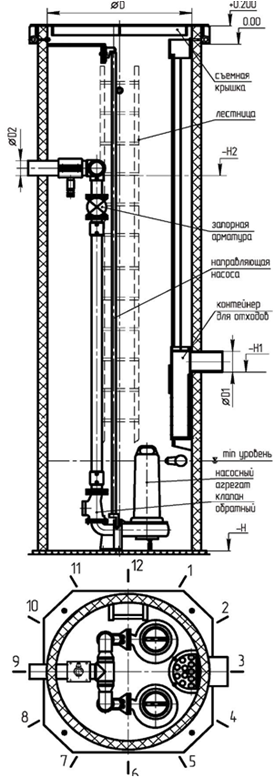 ØD
+0.200
0.00
съемная
крышка
лестница
ØD2
-H2
запорная
арматура
направляющая
насоса
контейнер
для отходов
-H1
ØD1
min уровень
насосный
агрегат
клапан
обратный
-H
11
12
1
10
2
9
3
8
4
7
6
5